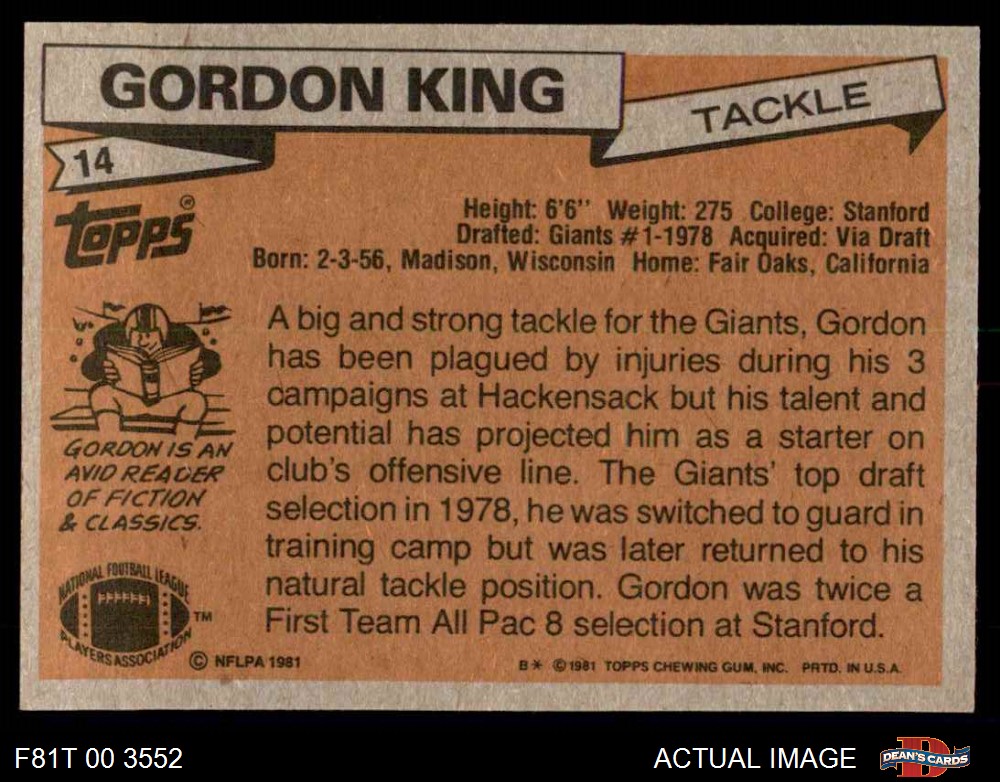 GORDON KING
TACKLE
14
TOPPS®
Height: 6'6'' Weight: 275 College: Stanford
Drafted: Giants #1-1978 Acquired: Via Draft
Born: 2-3-56, Madison, Wisconsin Home: Fair Oaks, California
A big and strong tackle for the Giants, Gordon
has been plagued by injuries during his 3
campaigns at Hackensack but his talent and
potential has projected him as a starter on
club's offensive line. The Giants' top draft
selection in 1978, he was switched to guard in
training camp but was later returned to his
natural tackle position. Gordon was twice a
First Team All Pac 8 selection at Stanford.
GORDON IS AN
AVID READER
OF FICTION
& CLASSICS.
NATIONAL FOOTBALL LEAGUE
PLAYERS ASSOCIATION
™
© NFLPA 1981
B* © 1981 TOPPS CHEWING GUM, INC. PRTD. IN U.S.A.
F81T 00 3552
ACTUAL IMAGE
D
DEAN'S CARDS